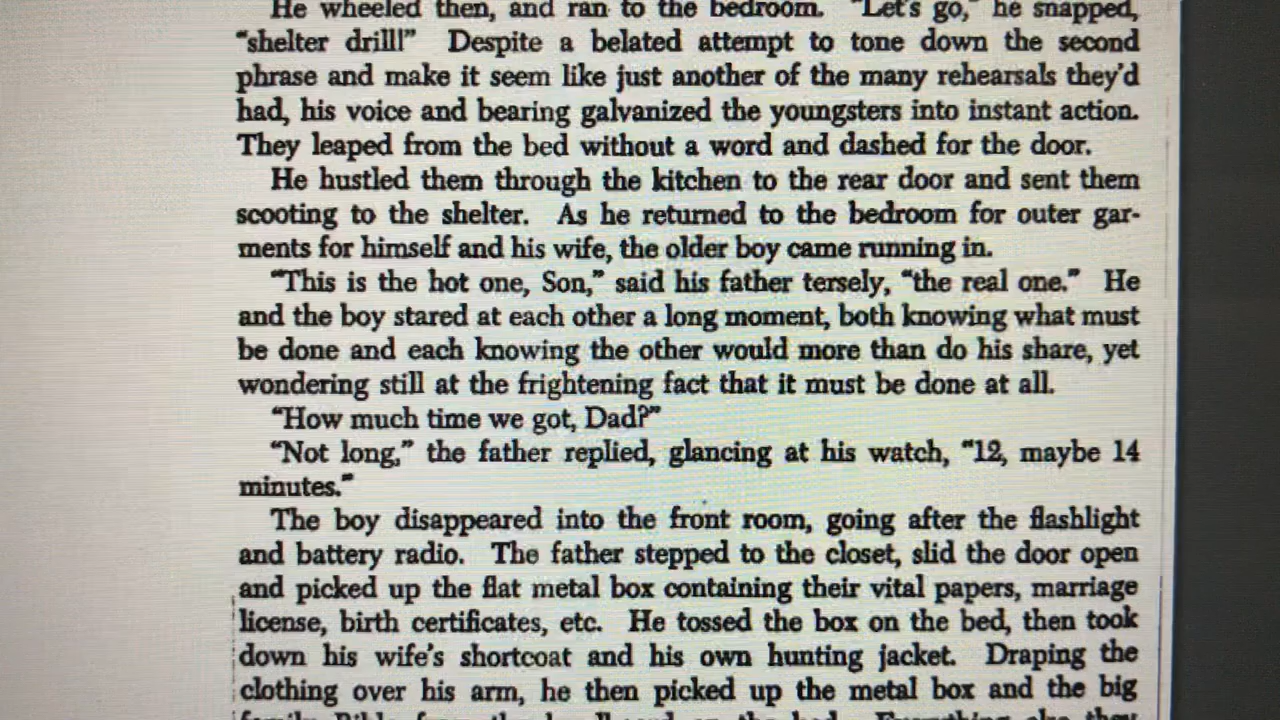 He wheeled then, and ran to the bedroom. "Let's go," he snapped,
"shelter drill!" Despite a belated attempt to tone down the second
phrase and make it seem like just another of the many rehearsals they'd
had, his voice and bearing galvanized the youngsters into instant action.
They leaped from the bed without a word and dashed for the door.
He hustled them through the kitchen to the rear door and sent them
scooting to the shelter. As he returned to the bedroom for outer gar-
ments for himself and his wife, the older boy came running in.
"This is the hot one, Son," said his father tersely, "the real one." He
and the boy stared at each other a long moment, both knowing what must
be done and each knowing the other would more than do his share, yet
wondering still at the frightening fact that it must be done at all.
"How much time we got, Dad?"
"Not long," the father replied, glancing at his watch, "12, maybe 14
minutes."
The boy disappeared into the front room, going after the flashlight
and battery radio. The father stepped to the closet, slid the door open
and picked up the flat metal box containing their vital papers, marriage
license, birth certificates, etc. He tossed the box on the bed, then took
down his wife's shortcoat and his own hunting jacket. Draping the
clothing over his arm, he then picked up the metal box and the big
family Bible from the